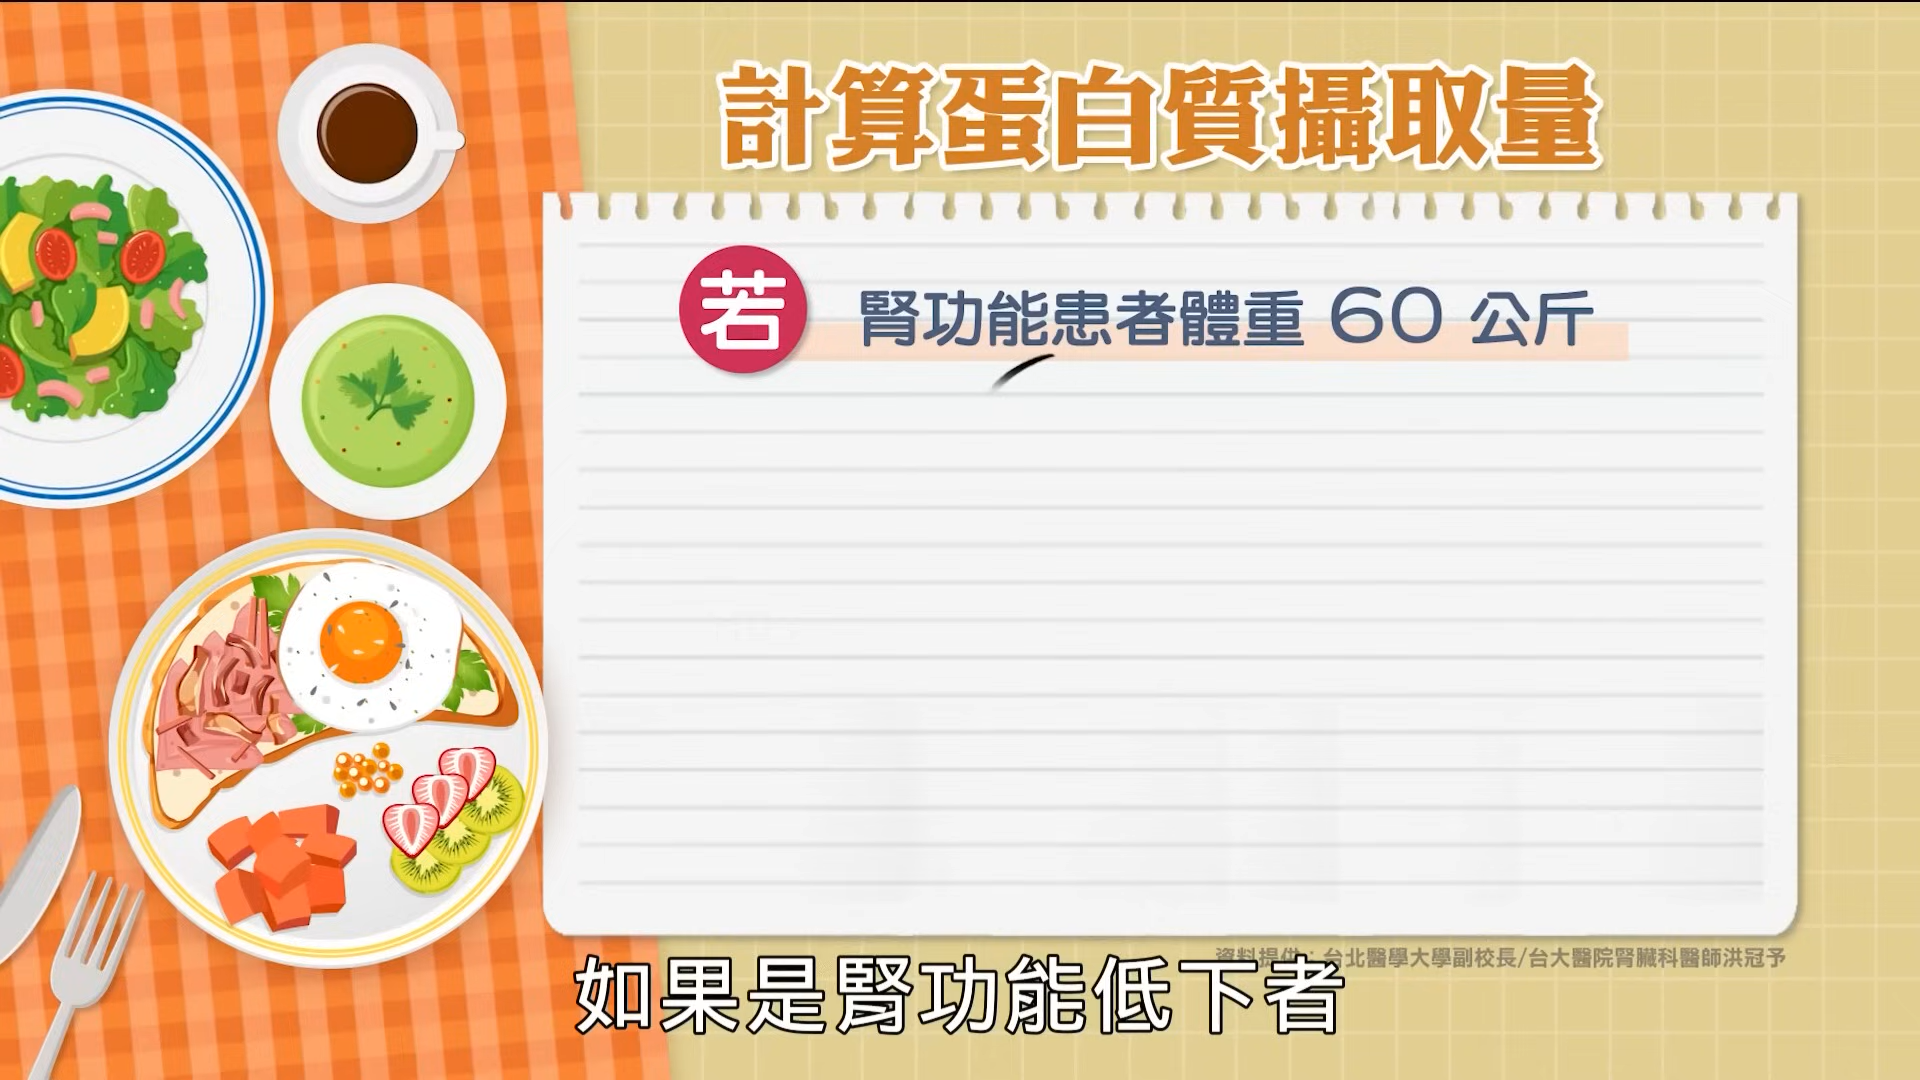 計算蛋白質攝取量
若 腎功能患者體重 60 公斤
資料提供：台北醫學大學副校長/台大醫院腎臟科醫師洪冠予
如果是腎功能低下者